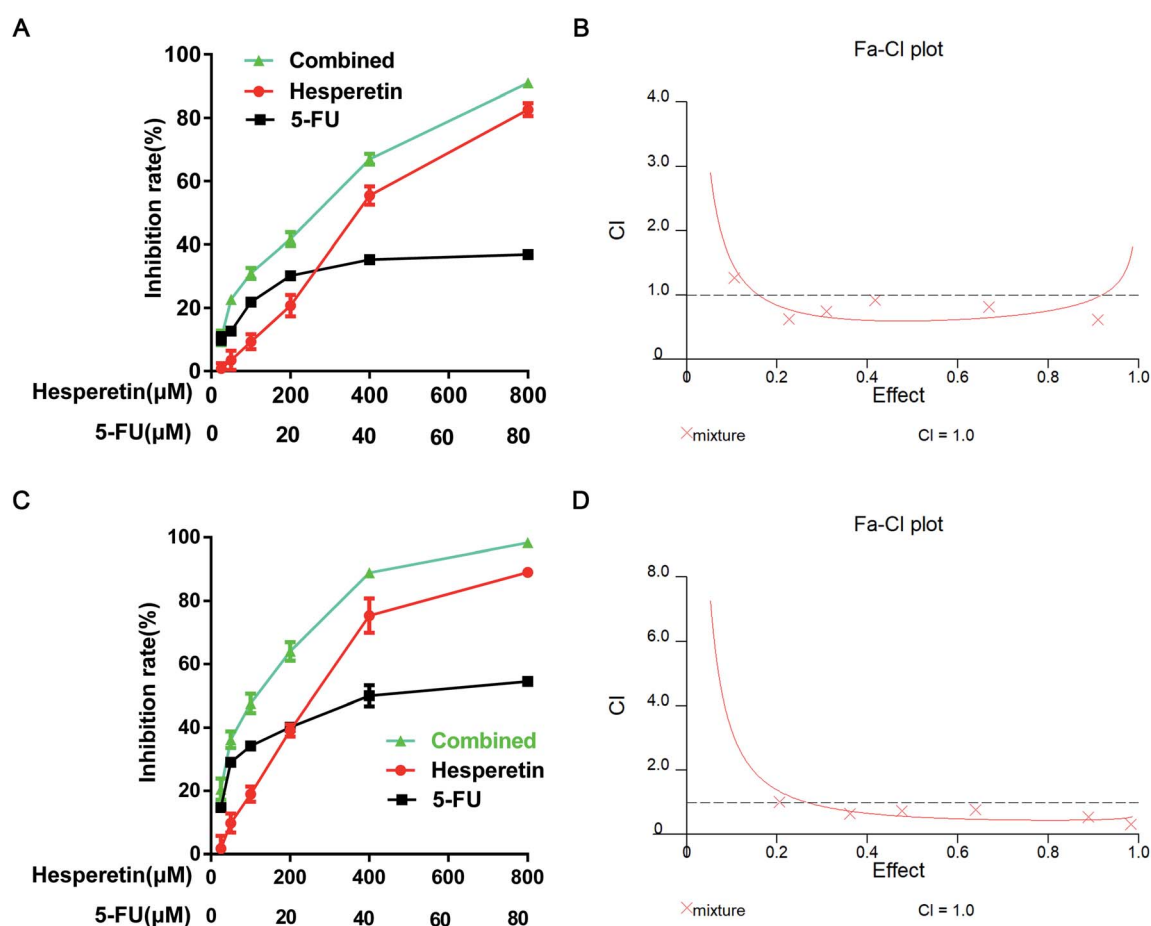 A
Combined
Hesperetin
5-FU
Inhibition rate(%)
100
80
60
40
20
0
0 200 400 600 800
Hesperetin(μM)
5-FU(μM) 0 20 40 60 80
B
Fa-CI plot
CI
4.0
3.0
2.0
1.0
0
0 0.2 0.4 0.6 0.8 1.0
Effect
mixture CI = 1.0
C
Inhibition rate(%)
100
80
60
40
20
0
Combined
Hesperetin
5-FU
0 200 400 600 800
Hesperetin(μM)
5-FU(μM) 0 20 40 60 80
D
Fa-CI plot
CI
8.0
6.0
4.0
2.0
0
0 0.2 0.4 0.6 0.8 1.0
Effect
mixture CI = 1.0